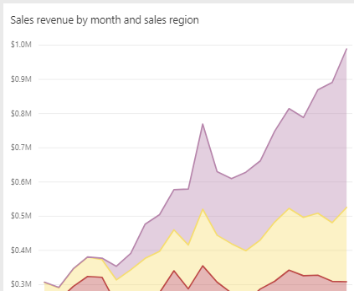 Sales revenue by month and sales region
$1.0M
$0.9M
$0.8M
$0.7M
$0.6M
$0.5M
$0.4M
$0.3M